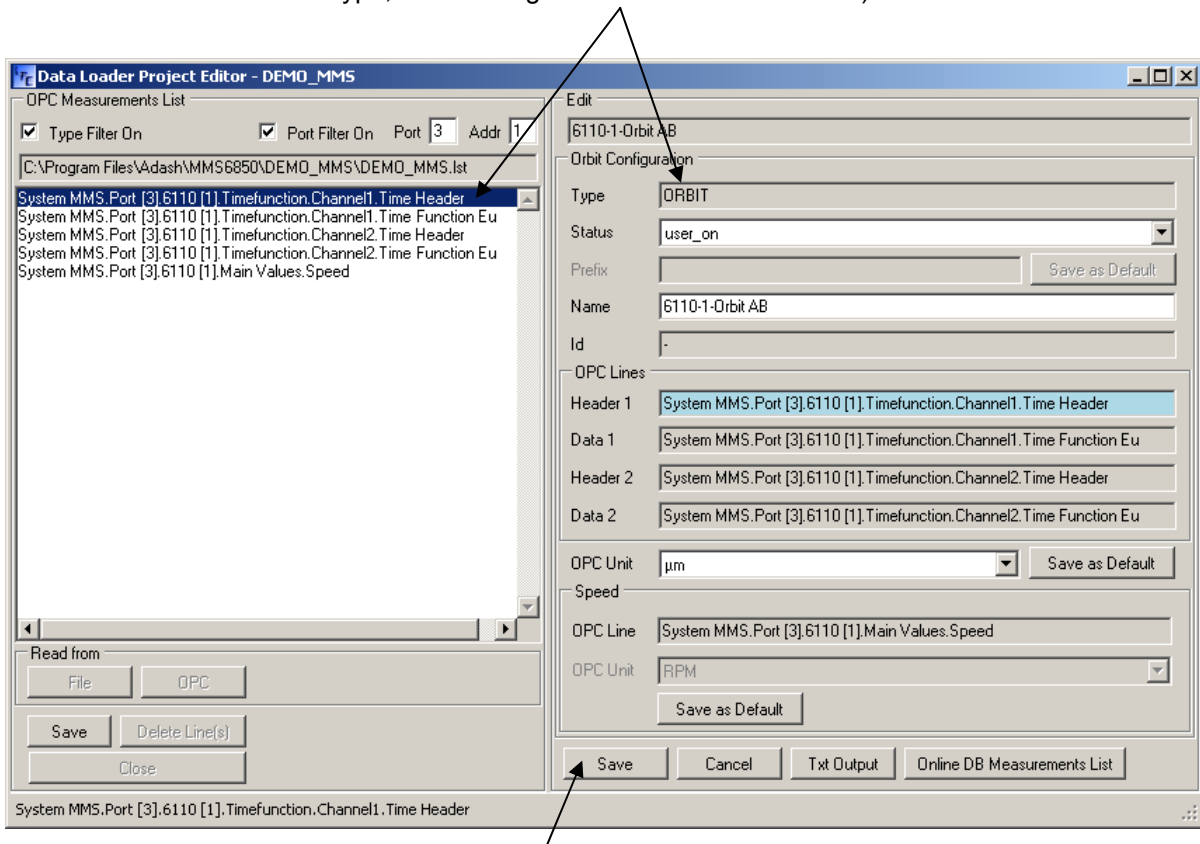 Data Loader Project Editor - DEMO_MMS
OPC Measurements List
Type Filter On Port Filter On Port 3 Addr 1
C:\Program Files\Adash\MMS6850\DEMO_MMS\DEMO_MMS.lst
System MMS.Port [3].6110 [1].Timefunction.Channel1.Time Header
System MMS.Port [3].6110 [1].Timefunction.Channel1.Time Function Eu
System MMS.Port [3].6110 [1].Timefunction.Channel2.Time Header
System MMS.Port [3].6110 [1].Timefunction.Channel2.Time Function Eu
System MMS.Port [3].6110 [1].Main Values.Speed
Read from
File OPC
Save Delete Line(s)
Close
Edit
6110-1-Orbit AB
Orbit Configuration
Type ORBIT
Status user_on
Prefix Save as Default
Name 6110-1-Orbit AB
Id -
OPC Lines
Header 1 System MMS.Port [3].6110 [1].Timefunction.Channel1.Time Header
Data 1 System MMS.Port [3].6110 [1].Timefunction.Channel1.Time Function Eu
Header 2 System MMS.Port [3].6110 [1].Timefunction.Channel2.Time Header
Data 2 System MMS.Port [3].6110 [1].Timefunction.Channel2.Time Function Eu
OPC Unit µm Save as Default
Speed
OPC Line System MMS.Port [3].6110 [1].Main Values.Speed
OPC Unit RPM
Save as Default
Save Cancel Txt Output Online DB Measurements List
System MMS.Port [3].6110 [1].Timefunction.Channel1.Time Header